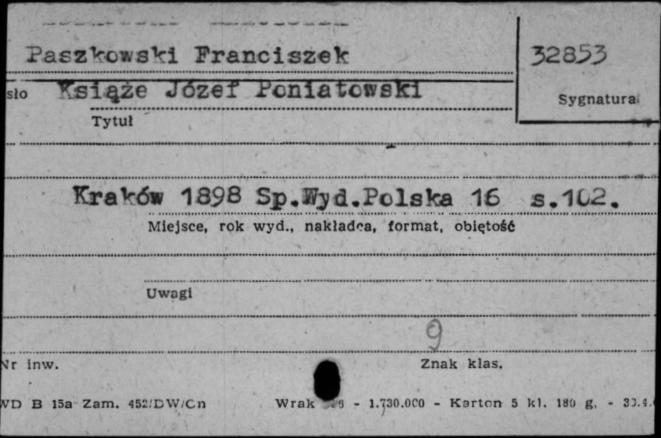 Paszkowski Franciszek
32853
sło Książe Józef Poniatowski
Sygnatura
Tytuł
Kraków 1898 Sp.Wyd.Polska 16 s.102.
Miejsce, rok wyd., nakładca, format, objętość
Uwagi
9
Nr inw.
Znak klas.
WD B 15a Zam. 452/DW/Cn
Wrak - 1.730.000 - Karton 5 kl. 180 g. -